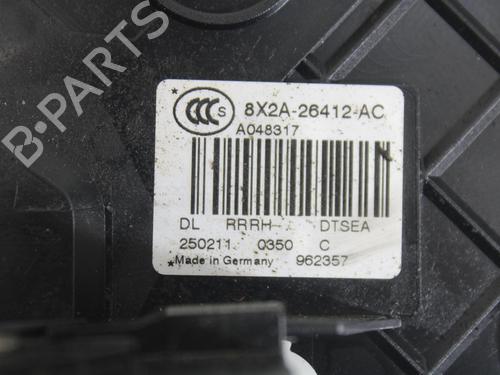 CCC S
8X2A-26412-AC
A048317
N
DL RRRH DTSEA
250211 0350 C
*Made in Germany 962357
B-PARTS